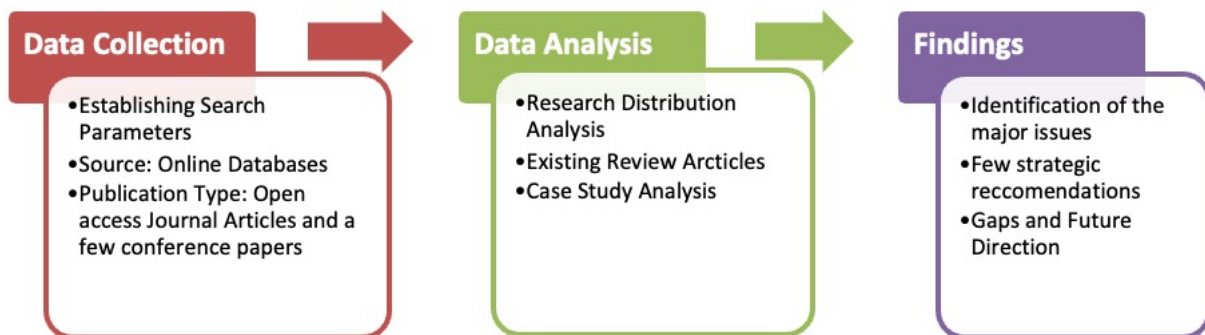 Data Collection
•Establishing Search
Parameters
•Source: Online Databases
•Publication Type: Open
access Journal Articles and a
few conference papers
Data Analysis
•Research Distribution
Analysis
•Existing Review Arcticles
•Case Study Analysis
Findings
•Identification of the
major issues
•Few strategic
reccomendations
•Gaps and Future
Direction